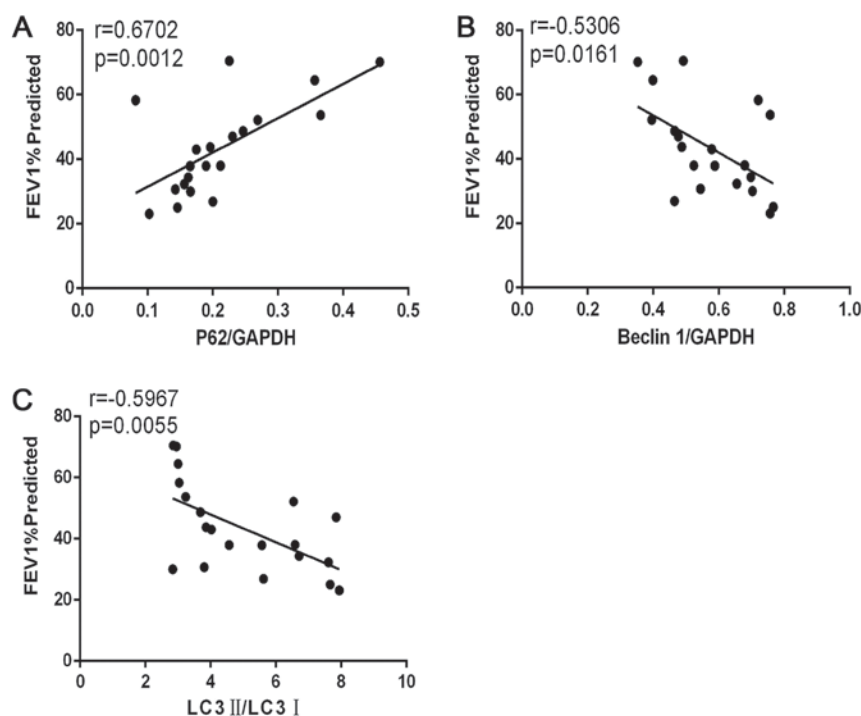 A
r=0.6702
p=0.0012
FEV1% Predicted
80
60
40
20
0
0.0 0.1 0.2 0.3 0.4 0.5
P62/GAPDH
B
r=-0.5306
p=0.0161
FEV1% Predicted
80
60
40
20
0
0.0 0.2 0.4 0.6 0.8 1.0
Beclin 1/GAPDH
C
r=-0.5967
p=0.0055
FEV1%Predicted
80
60
40
20
0
0 2 4 6 8 10
LC3 Ⅱ/LC3 Ⅰ